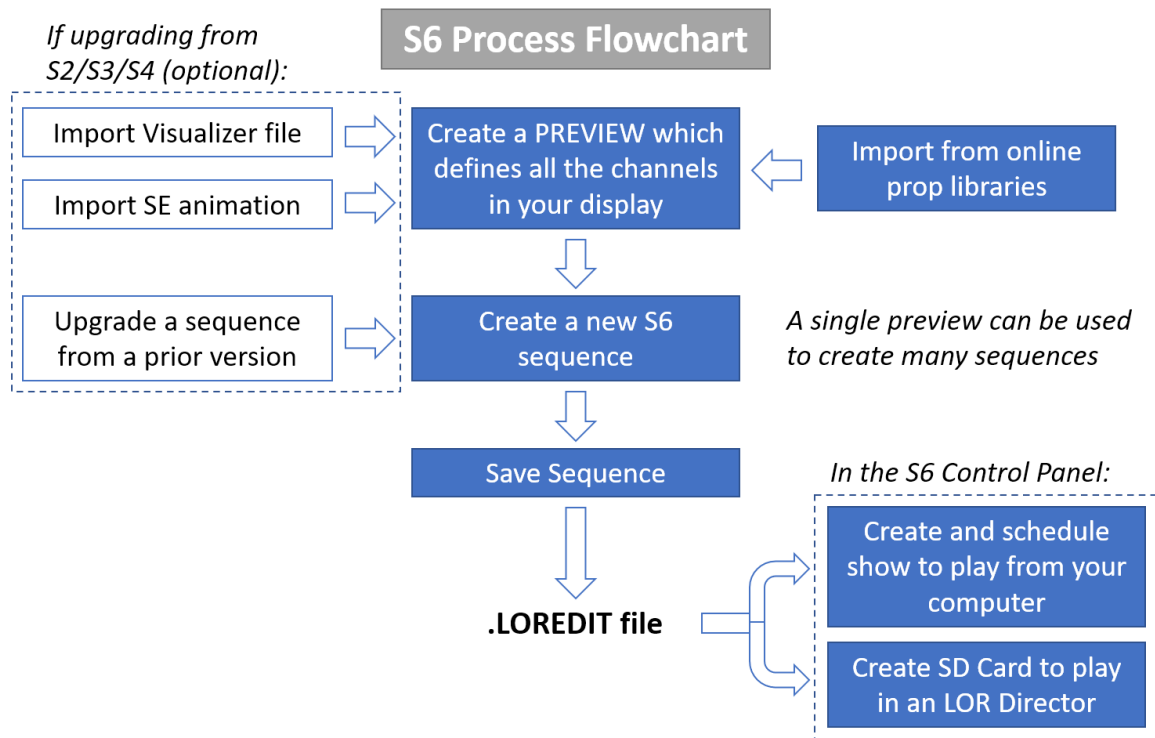 S6 Process Flowchart
If upgrading from
S2/S3/S4 (optional):
Import Visualizer file
Import SE animation
Upgrade a sequence
from a prior version
Create a PREVIEW which
defines all the channels
in your display
Import from online
prop libraries
Create a new S6
sequence
A single preview can be used
to create many sequences
Save Sequence
.LOREDIT file
In the S6 Control Panel:
Create and schedule
show to play from your
computer
Create SD Card to play
in an LOR Director